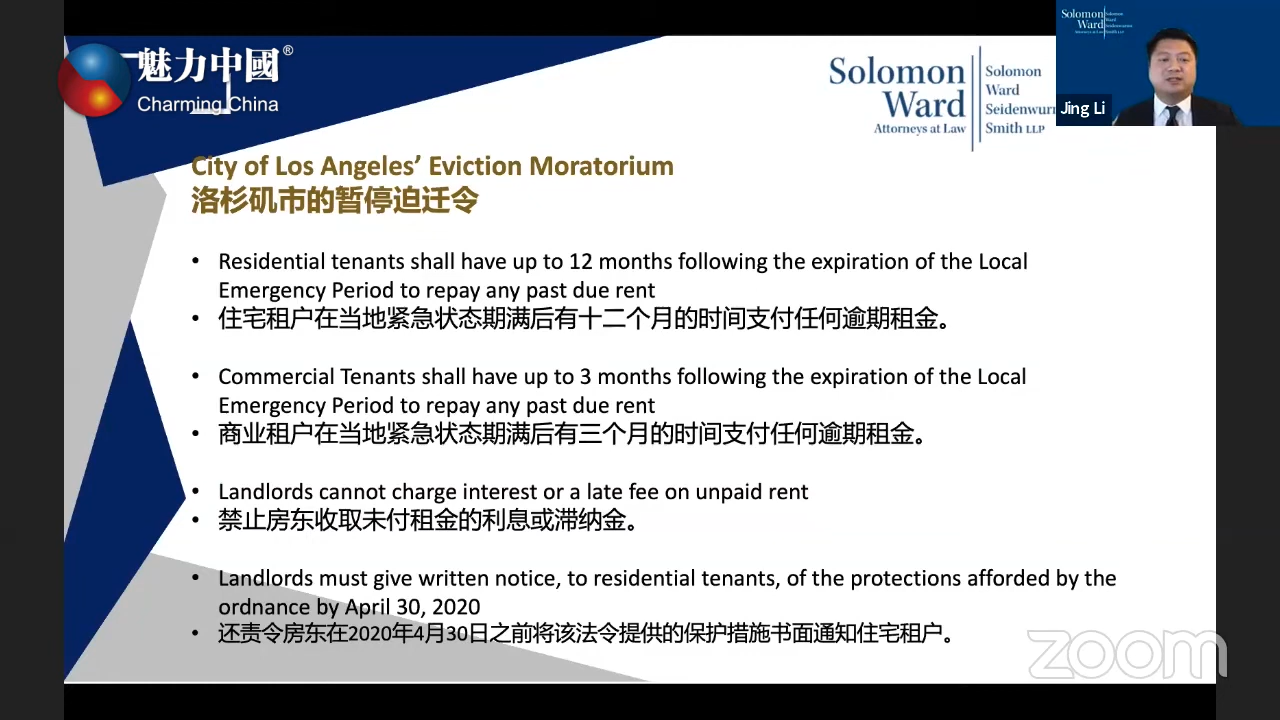 魅力中國®
Charming China
Solomon
Ward
Attorneys at Law
Solomon
Ward
Seidenwurm
Smith LLP
Solomon
Ward
Attorneys at Law
Solomon
Ward
Smith LLP
Jing Li
City of Los Angeles’ Eviction Moratorium
洛杉矶市的暂停迫迁令
• Residential tenants shall have up to 12 months following the expiration of the Local
Emergency Period to repay any past due rent
• 住宅租户在当地紧急状态期满后有十二个月的时间支付任何逾期租金。
• Commercial Tenants shall have up to 3 months following the expiration of the Local
Emergency Period to repay any past due rent
• 商业租户在当地紧急状态期满后有三个月的时间支付任何逾期租金。
• Landlords cannot charge interest or a late fee on unpaid rent
• 禁止房东收取未付租金的利息或滞纳金。
• Landlords must give written notice, to residential tenants, of the protections afforded by the
ordnance by April 30, 2020
• 还责令房东在2020年4月30日之前将该法令提供的保护措施书面通知住宅租户。
zoom